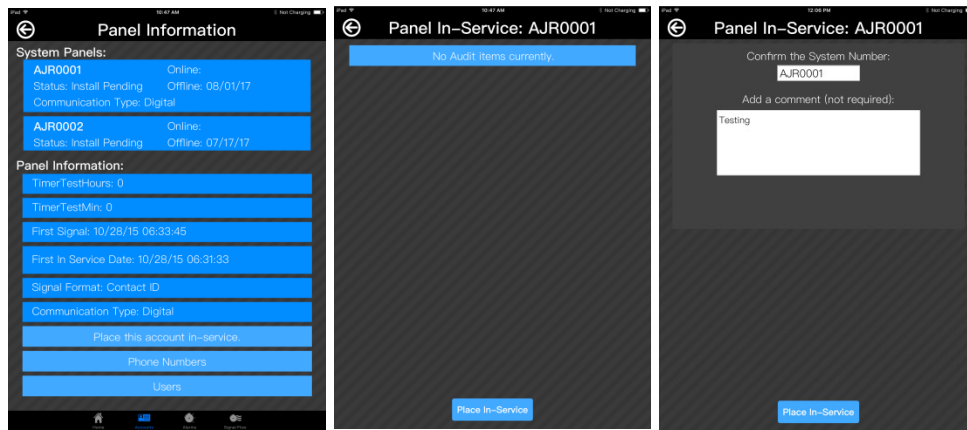 iPad
10:47 AM
Not Charging
Panel Information
System Panels:
AJR0001 Online:
Status: Install Pending Offline: 08/01/17
Communication Type: Digital
AJR0002 Online:
Status: Install Pending Offline: 07/17/17
Panel Information:
TimerTestHours: 0
TimerTestMin: 0
First Signal: 10/28/15 06:33:45
First In Service Date: 10/28/15 06:31:33
Signal Format: Contact ID
Communication Type: Digital
Place this account in-service.
Phone Numbers
Users
Home Accounts Alarms
iPad
10:47 AM
Not Charging
Panel In-Service: AJR0001
No Audit items currently.
Place In-Service
iPad
12:06 PM
Not Charging
Panel In-Service: AJR0001
Confirm the System Number:
AJR0001
Add a comment (not required):
Testing
Place In-Service